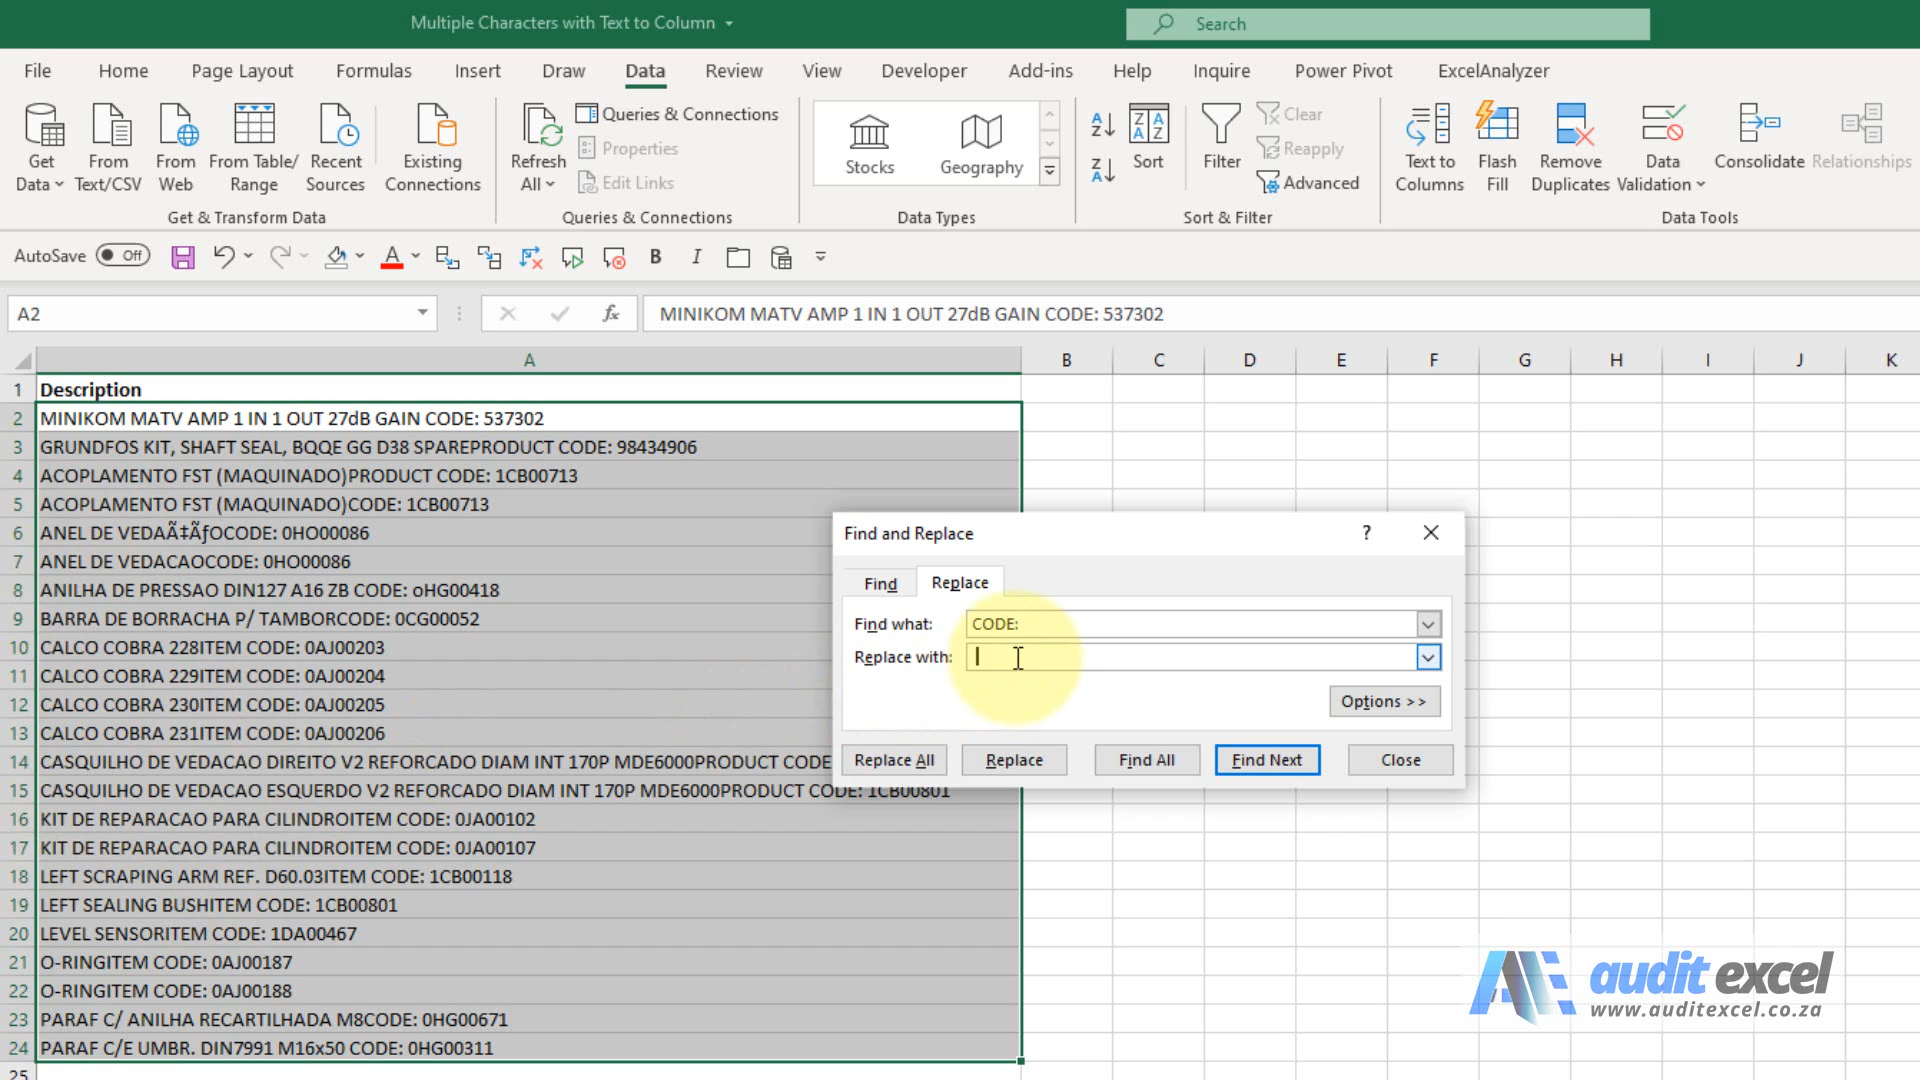 Multiple Characters with Text to Column
Search
File Home Page Layout Formulas Insert Draw Data Review View Developer Add-ins Help Inquire Power Pivot ExcelAnalyzer
Get Data
From Text/CSV
From Web
From Table/ Range
Recent Sources
Existing Connections
Refresh All
Queries & Connections
Properties
Edit Links
Stocks
Geography
Sort
Filter
Clear
Reapply
Advanced
Text to Columns
Flash Fill
Remove Duplicates
Data Validation
Consolidate
Relationships
Get & Transform Data
Queries & Connections
Data Types
Sort & Filter
Data Tools
AutoSave Off
B I
A2
fx
MINIKOM MATV AMP 1 IN 1 OUT 27dB GAIN CODE: 537302
A B C D E F G H I J K
1 Description
2 MINIKOM MATV AMP 1 IN 1 OUT 27dB GAIN CODE: 537302
3 GRUNDFOS KIT, SHAFT SEAL, BQQE GG D38 SPAREPRODUCT CODE: 98434906
4 ACOPLAMENTO FST (MAQUINADO)PRODUCT CODE: 1CB00713
5 ACOPLAMENTO FST (MAQUINADO)CODE: 1CB00713
6 ANEL DE VEDAÃ‡ÃƒOCODE: 0HO00086
7 ANEL DE VEDACAOCODE: 0HO00086
8 ANILHA DE PRESSAO DIN127 A16 ZB CODE: oHG00418
9 BARRA DE BORRACHA P/ TAMBORCODE: 0CG00052
10 CALCO COBRA 228ITEM CODE: 0AJ00203
11 CALCO COBRA 229ITEM CODE: 0AJ00204
12 CALCO COBRA 230ITEM CODE: 0AJ00205
13 CALCO COBRA 231ITEM CODE: 0AJ00206
14 CASQUILHO DE VEDACAO DIREITO V2 REFORCADO DIAM INT 170P MDE6000PRODUCT CODE
15 CASQUILHO DE VEDACAO ESQUERDO V2 REFORCADO DIAM INT 170P MDE6000PRODUCT CODE: 1CB00801
16 KIT DE REPARACAO PARA CILINDROITEM CODE: 0JA00102
17 KIT DE REPARACAO PARA CILINDROITEM CODE: 0JA00107
18 LEFT SCRAPING ARM REF. D60.03ITEM CODE: 1CB00118
19 LEFT SEALING BUSHITEM CODE: 1CB00801
20 LEVEL SENSORITEM CODE: 1DA00467
21 O-RINGITEM CODE: 0AJ00187
22 O-RINGITEM CODE: 0AJ00188
23 PARAF C/ ANILHA RECARTILHADA M8CODE: 0HG00671
24 PARAF C/E UMBR. DIN7991 M16x50 CODE: 0HG00311
25
Find and Replace
?
Find Replace
Find what: CODE:
Replace with:
Options >>
Replace All Replace Find All Find Next Close
audit excel
www.auditexcel.co.za